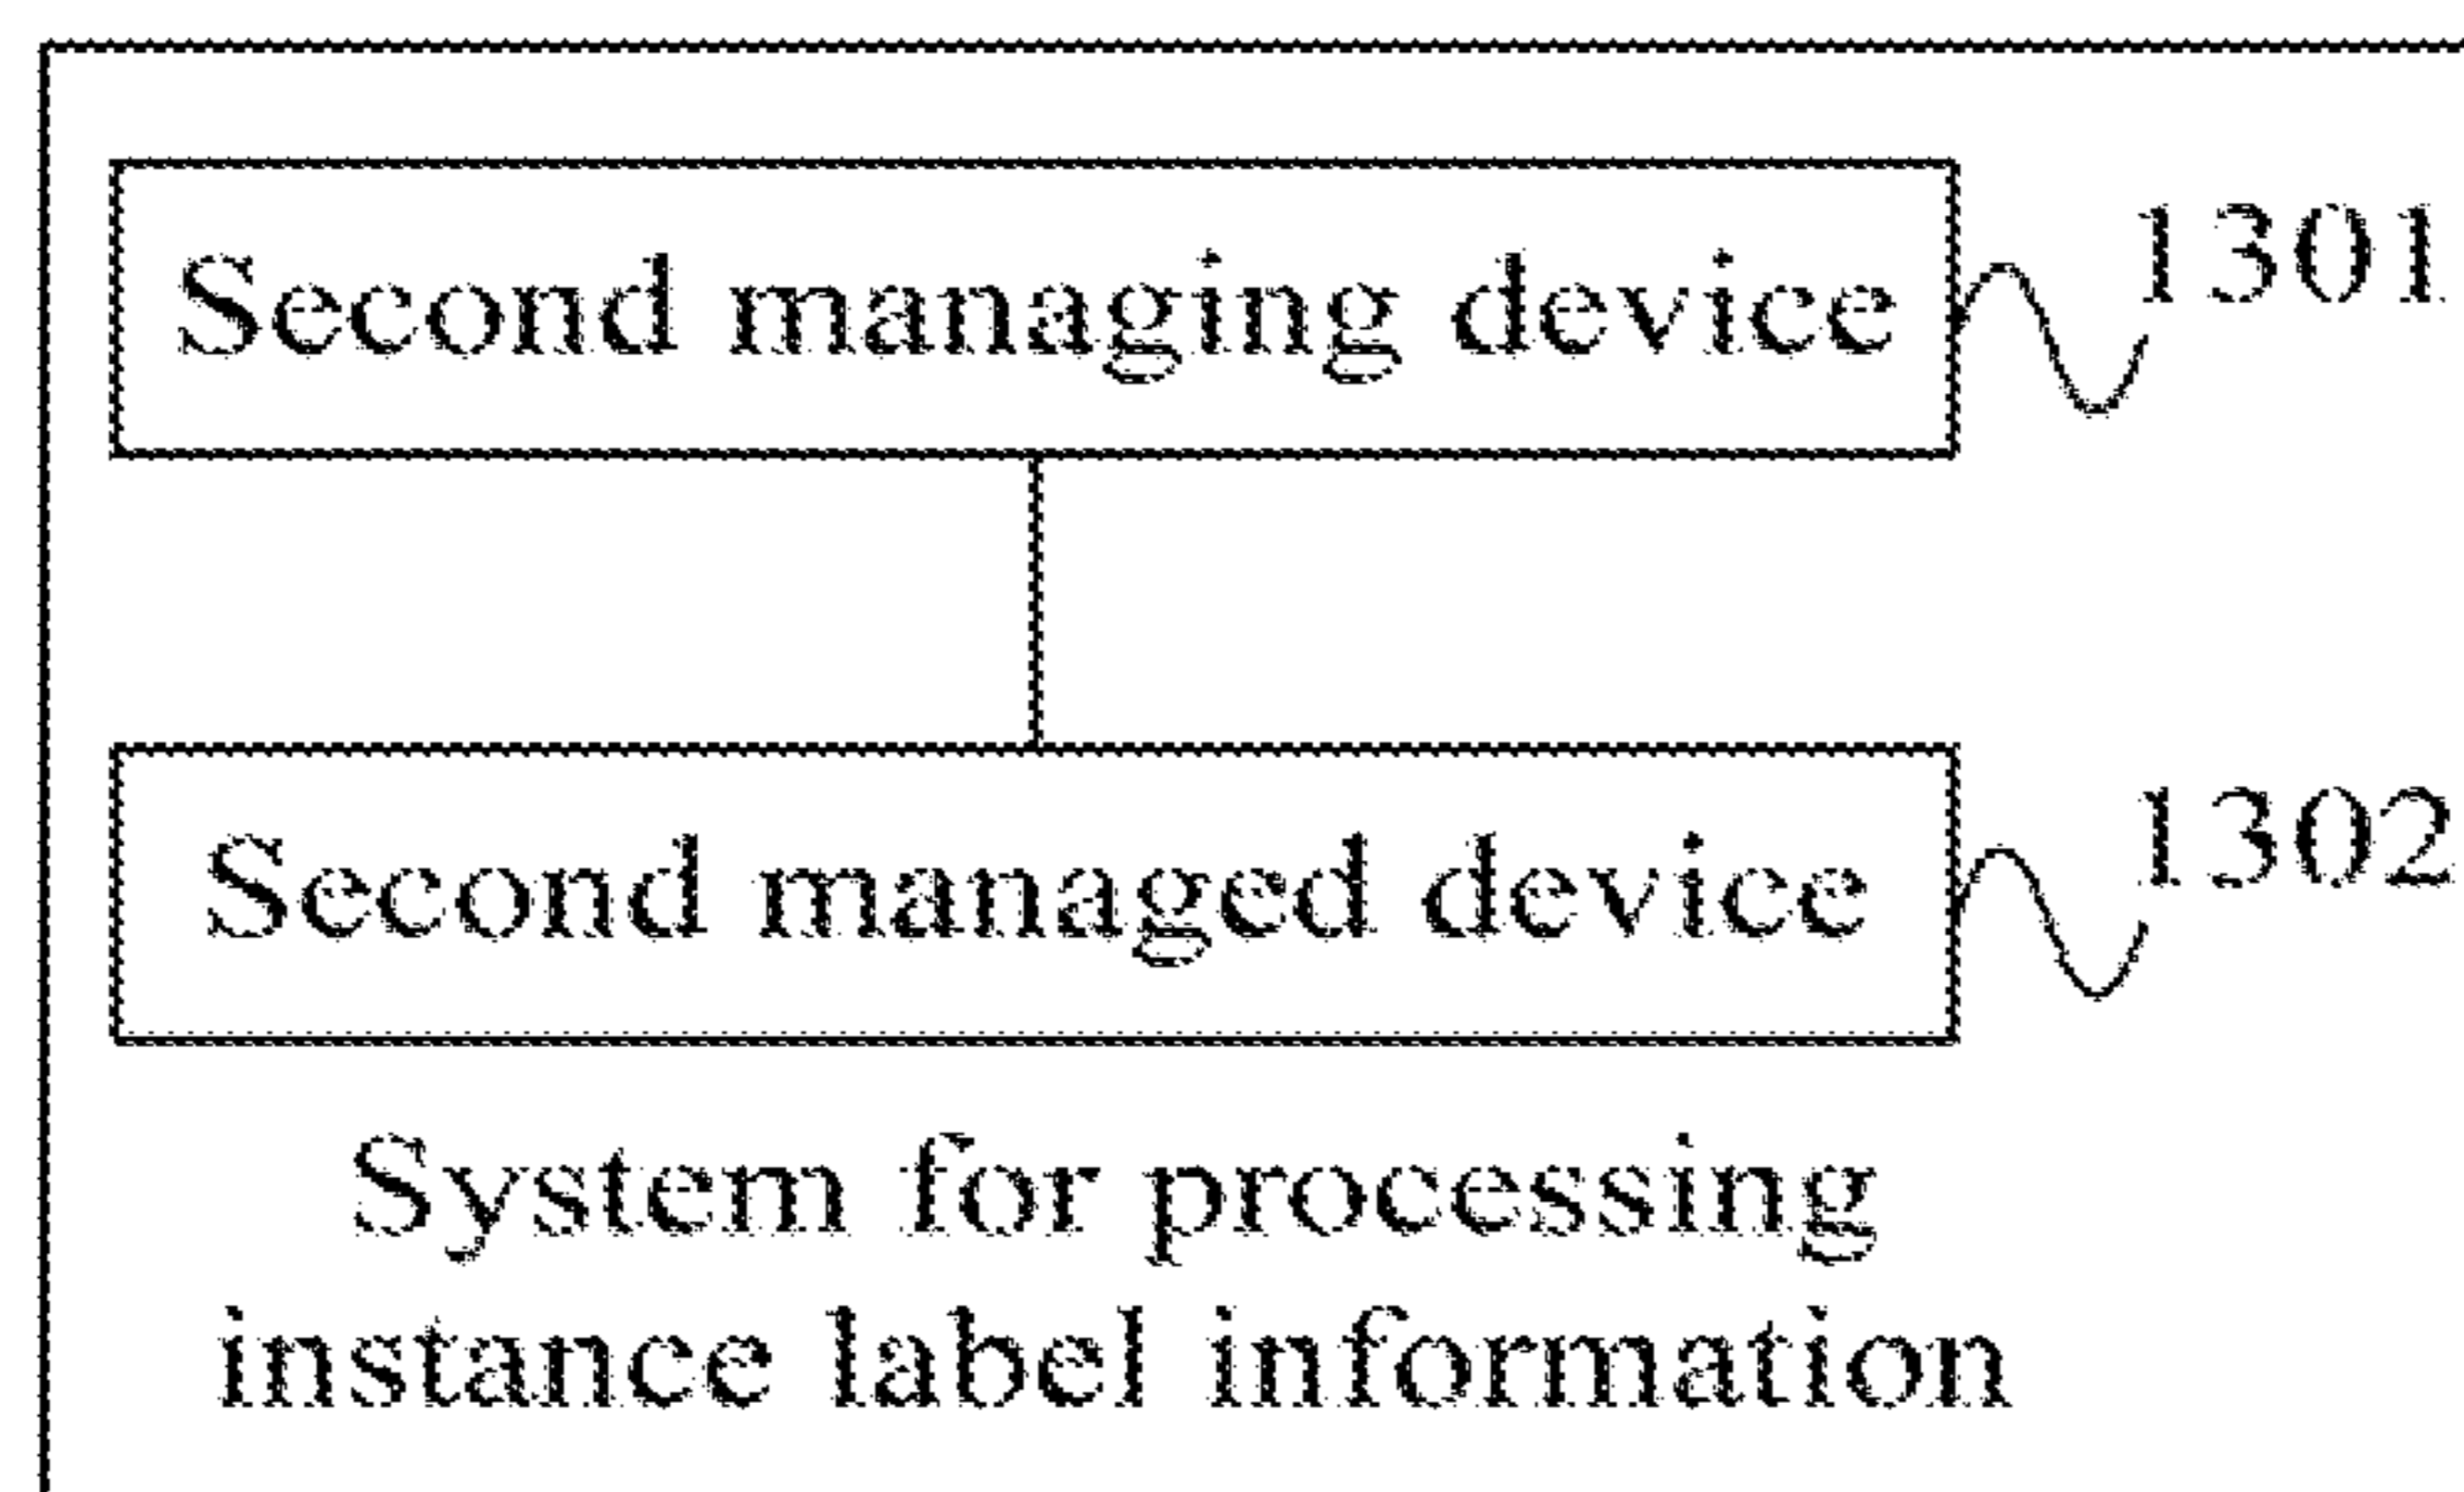 Second managing device
1301
Second managed device
1302
System for processing
instance label information